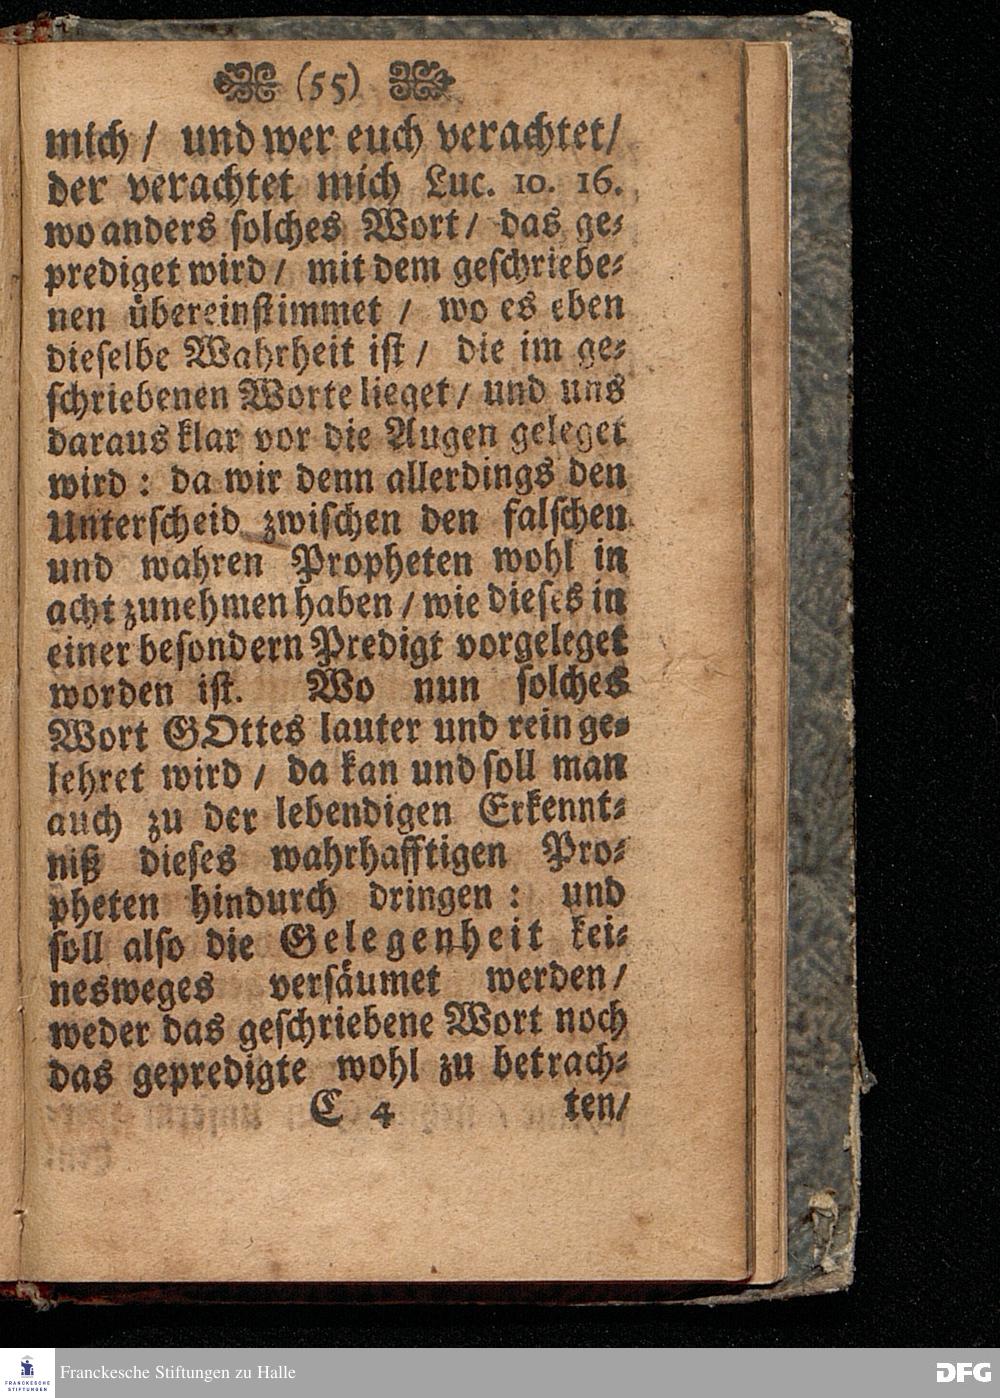 (55)
mich / und wer euch verachtet/
der verachtet mich Luc. 10. 16.
wo anders solches Wort / das ge-
prediget wird / mit dem geschriebe-
nen übereinstimmet / wo es eben
dieselbe Wahrheit ist / die im ge-
schriebenen Worte lieget / und uns
daraus klar vor die Augen geleget
wird : da wir denn allerdings den
Unterscheid zwischen den falschen
und wahren Propheten wohl in
acht zunehmen haben / wie dieses in
einer besondern Predigt vorgeleget
worden ist. Wo nun solches
Wort GOttes lauter und rein ge-
lehret wird / da kan und soll man
auch zu der lebendigen Erkennt-
niß dieses wahrhafftigen Pro-
pheten hindurch dringen : und
soll also die Gelegenheit kei-
nesweges versäumet werden/
weder das geschriebene Wort noch
das gepredigte wohl zu betrach-
C 4 ten/
FRANCKESCHE STIFTUNGEN
Franckesche Stiftungen zu Halle
DFG